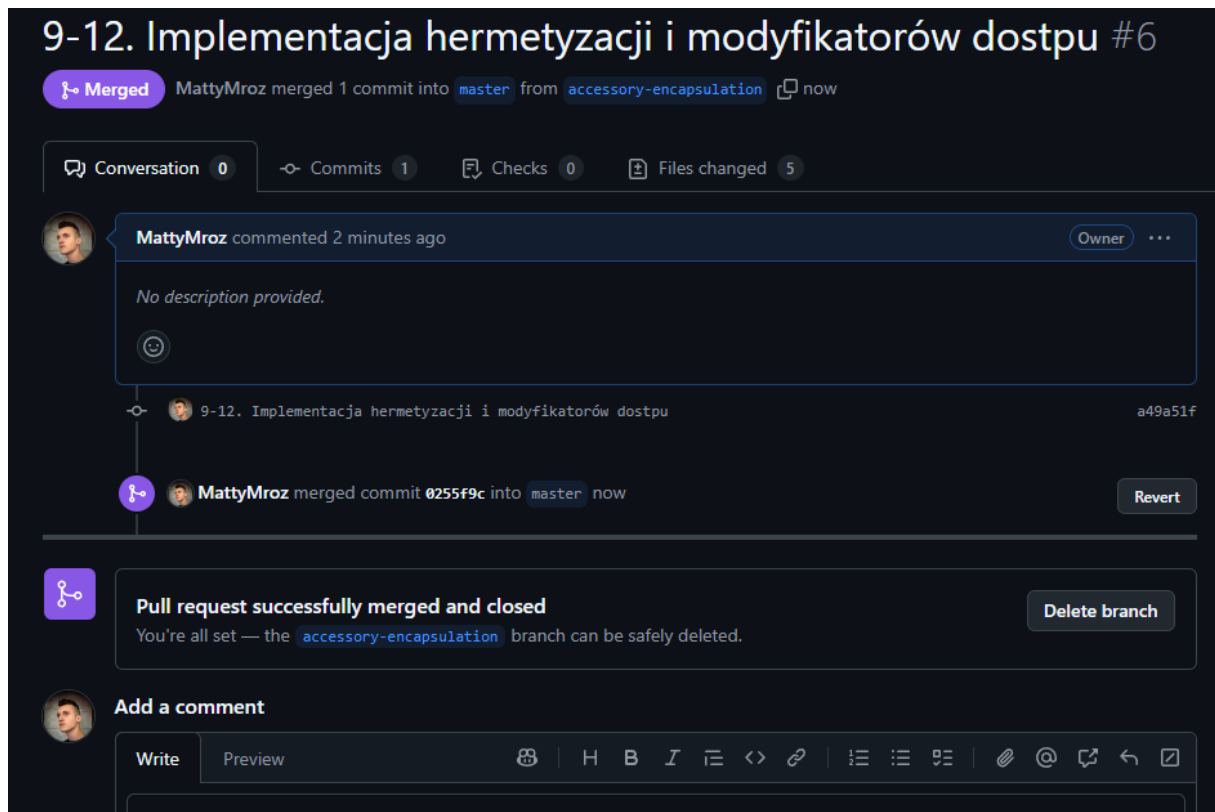 9-12. Implementacja hermetyzacji i modyfikatorów dostpu #6
Merged MattyMroz merged 1 commit into master from accessory-encapsulation now
Conversation 0 Commits 1 Checks 0 Files changed 5
MattyMroz commented 2 minutes ago Owner
No description provided.
9-12. Implementacja hermetyzacji i modyfikatorów dostpu a49a51f
MattyMroz merged commit 0255f9c into master now Revert
Pull request successfully merged and closed
You're all set — the accessory-encapsulation branch can be safely deleted. Delete branch
Add a comment
Write Preview H B I